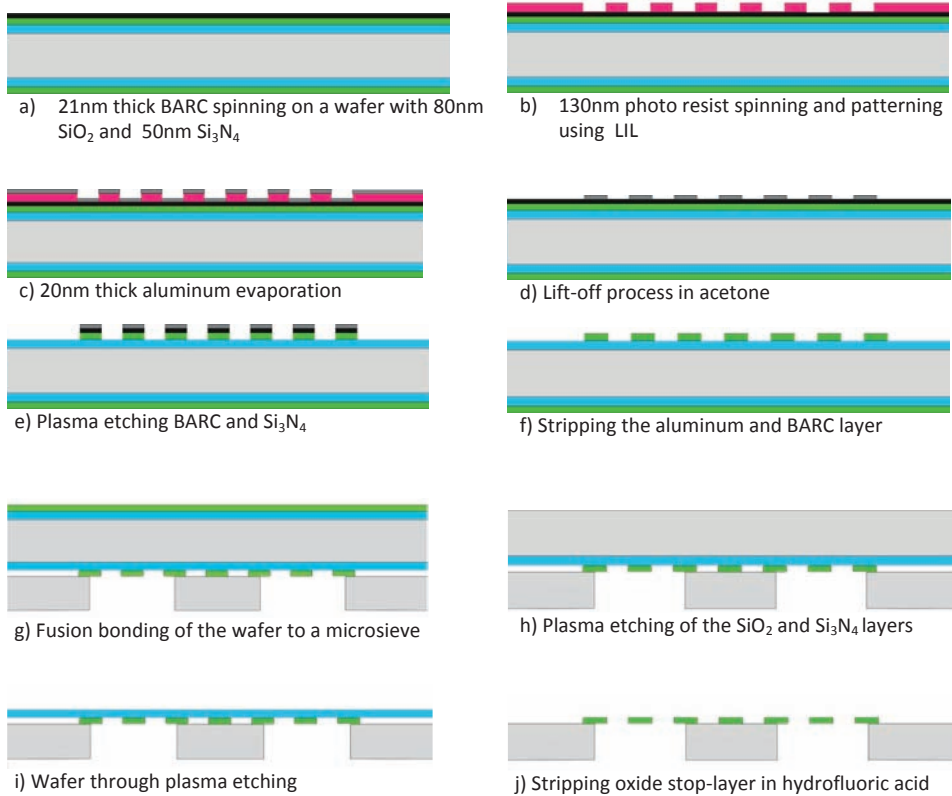 a) 21nm thick BARC spinning on a wafer with 80nm
SiO₂ and 50nm Si₃N₄
b) 130nm photo resist spinning and patterning
using LIL
c) 20nm thick aluminum evaporation
d) Lift-off process in acetone
e) Plasma etching BARC and Si₃N₄
f) Stripping the aluminum and BARC layer
g) Fusion bonding of the wafer to a microsieve
h) Plasma etching of the SiO₂ and Si₃N₄ layers
i) Wafer through plasma etching
j) Stripping oxide stop-layer in hydrofluoric acid